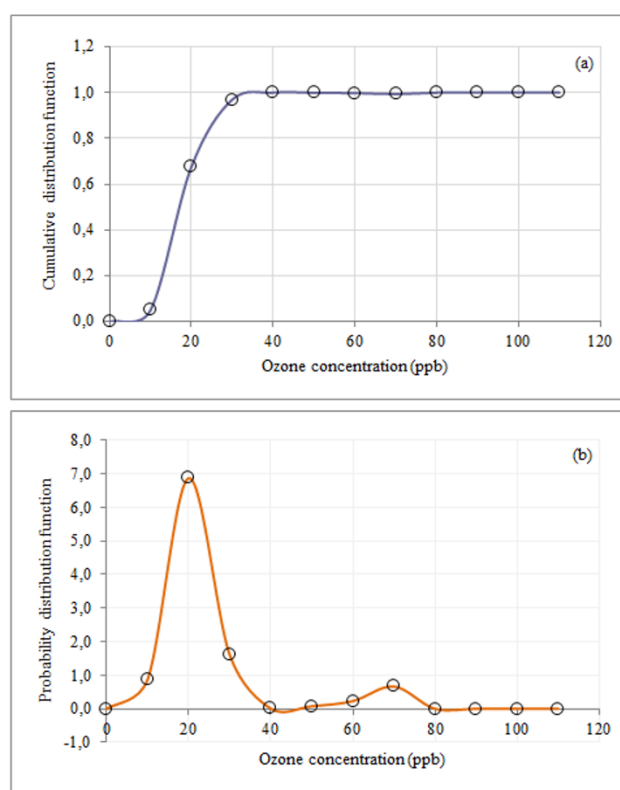 (a)
Cumulative distribution function
1,2
1,0
0,8
0,6
0,4
0,2
0,0
0 20 40 60 80 100 120
Ozone concentration (ppb)
(b)
Probability distribution function
8,0
7,0
6,0
5,0
4,0
3,0
2,0
1,0
0,0
-1,0
0 20 40 60 80 100 120
Ozone concentration (ppb)